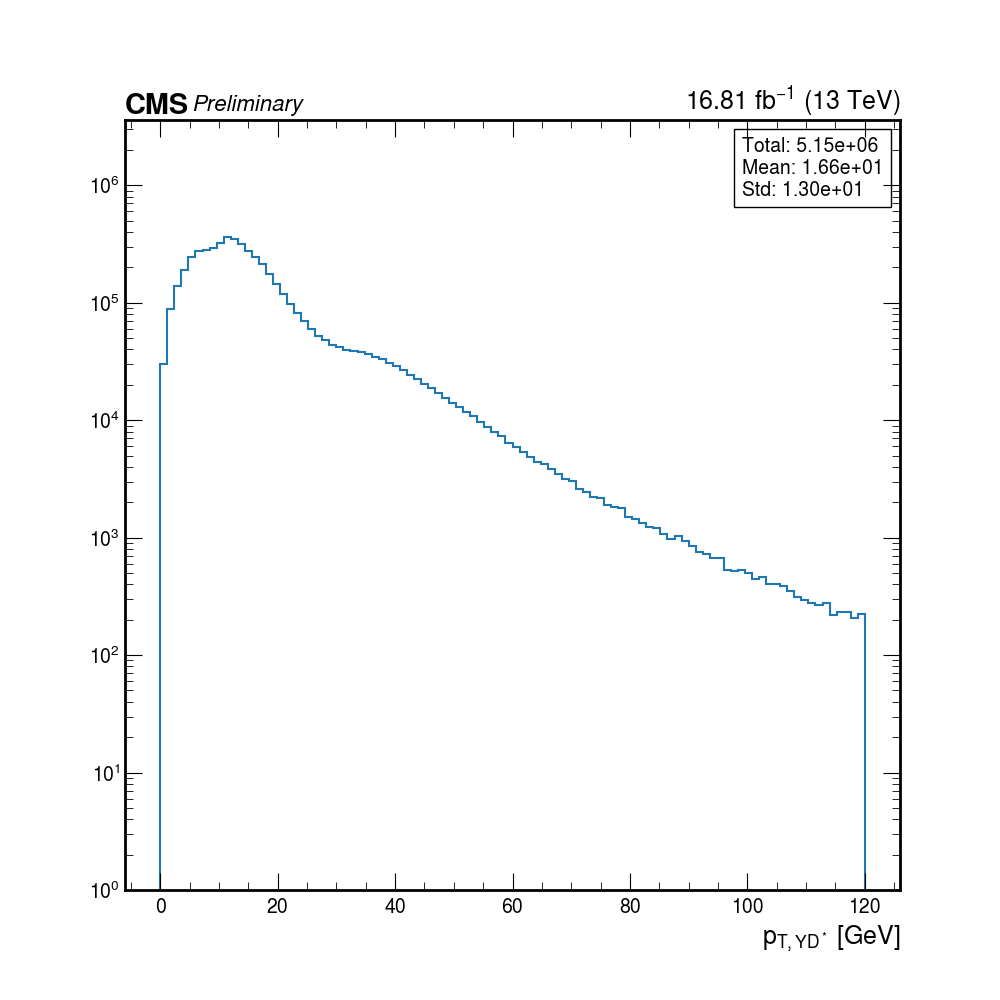 CMS Preliminary 16.81 fb⁻¹ (13 TeV)
Total: 5.15e+06
Mean: 1.66e+01
Std: 1.30e+01
10⁶
10⁵
10⁴
10³
10²
10¹
10⁰
0 20 40 60 80 100 120
p_{T, YD*} [GeV]